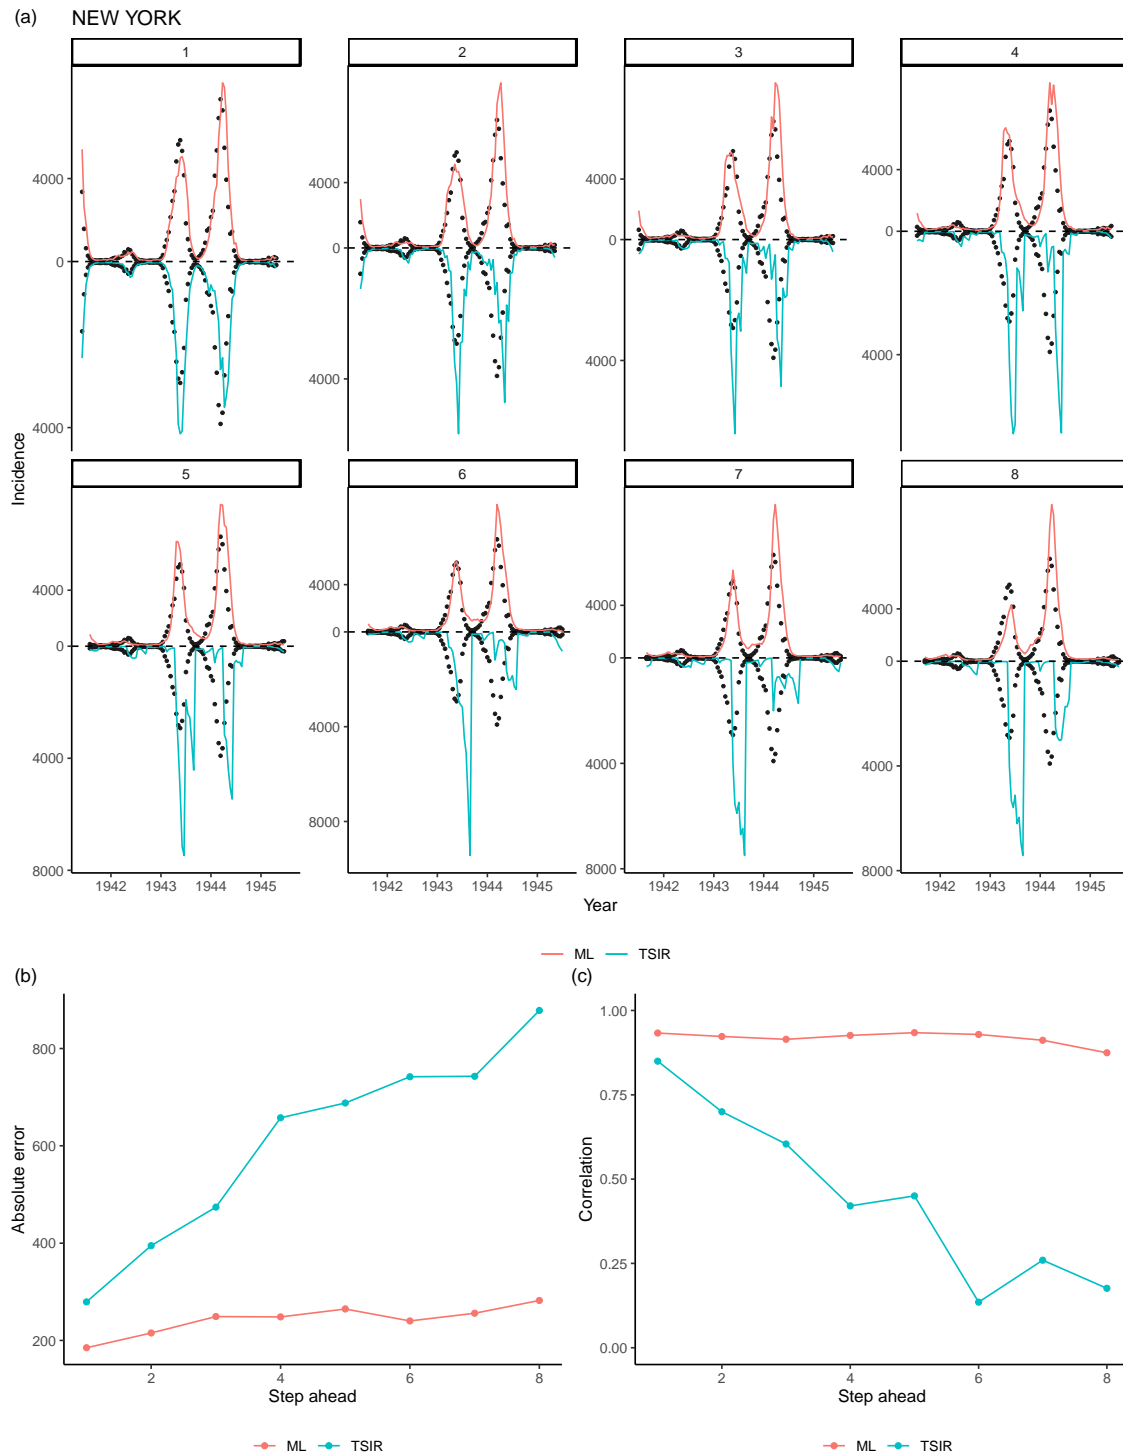 (a) NEW YORK
1 2 3 4
4000 4000 4000 4000
0 0 0 0
4000 4000 4000 4000
Incidence
5 6 7 8
4000 4000 4000 4000
0 0 0 0
4000 4000 4000 4000
8000 8000 8000 8000
1942 1943 1944 1945 1942 1943 1944 1945 1942 1943 1944 1945 1942 1943 1944 1945
Year
ML TSIR
(b) (c)
800
600
400
200
Absolute error
2 4 6 8
Step ahead
ML TSIR
1.00
0.75
0.50
0.25
0.00
Correlation
2 4 6 8
Step ahead
ML TSIR